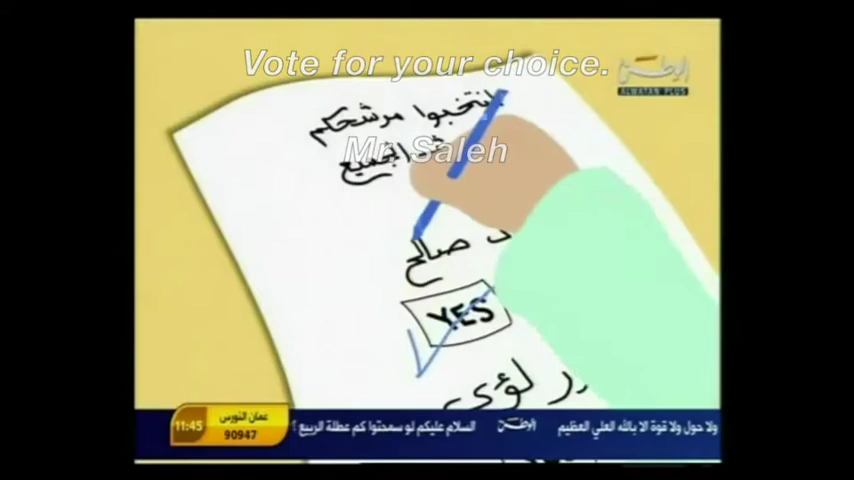 Vote for your choice.
الوطن
ALWATAN PLUS
انتخبوا مرشحكم
Mr. Saleh
الجميع
صالح
YES
لؤي
عمان النورس
11:45
90947
السلام عليكم لو سمحتوا كم عطلة الربيع ؟
الوطن
ولا حول ولا قوة الا بالله العلي العظيم